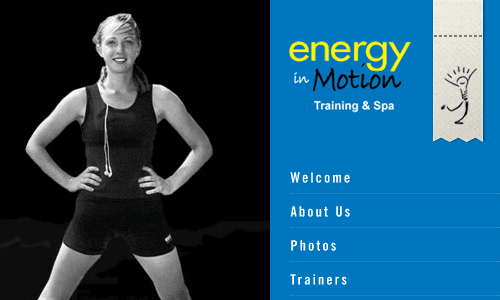 energy
in Motion
Training & Spa
Welcome
About Us
Photos
Trainers